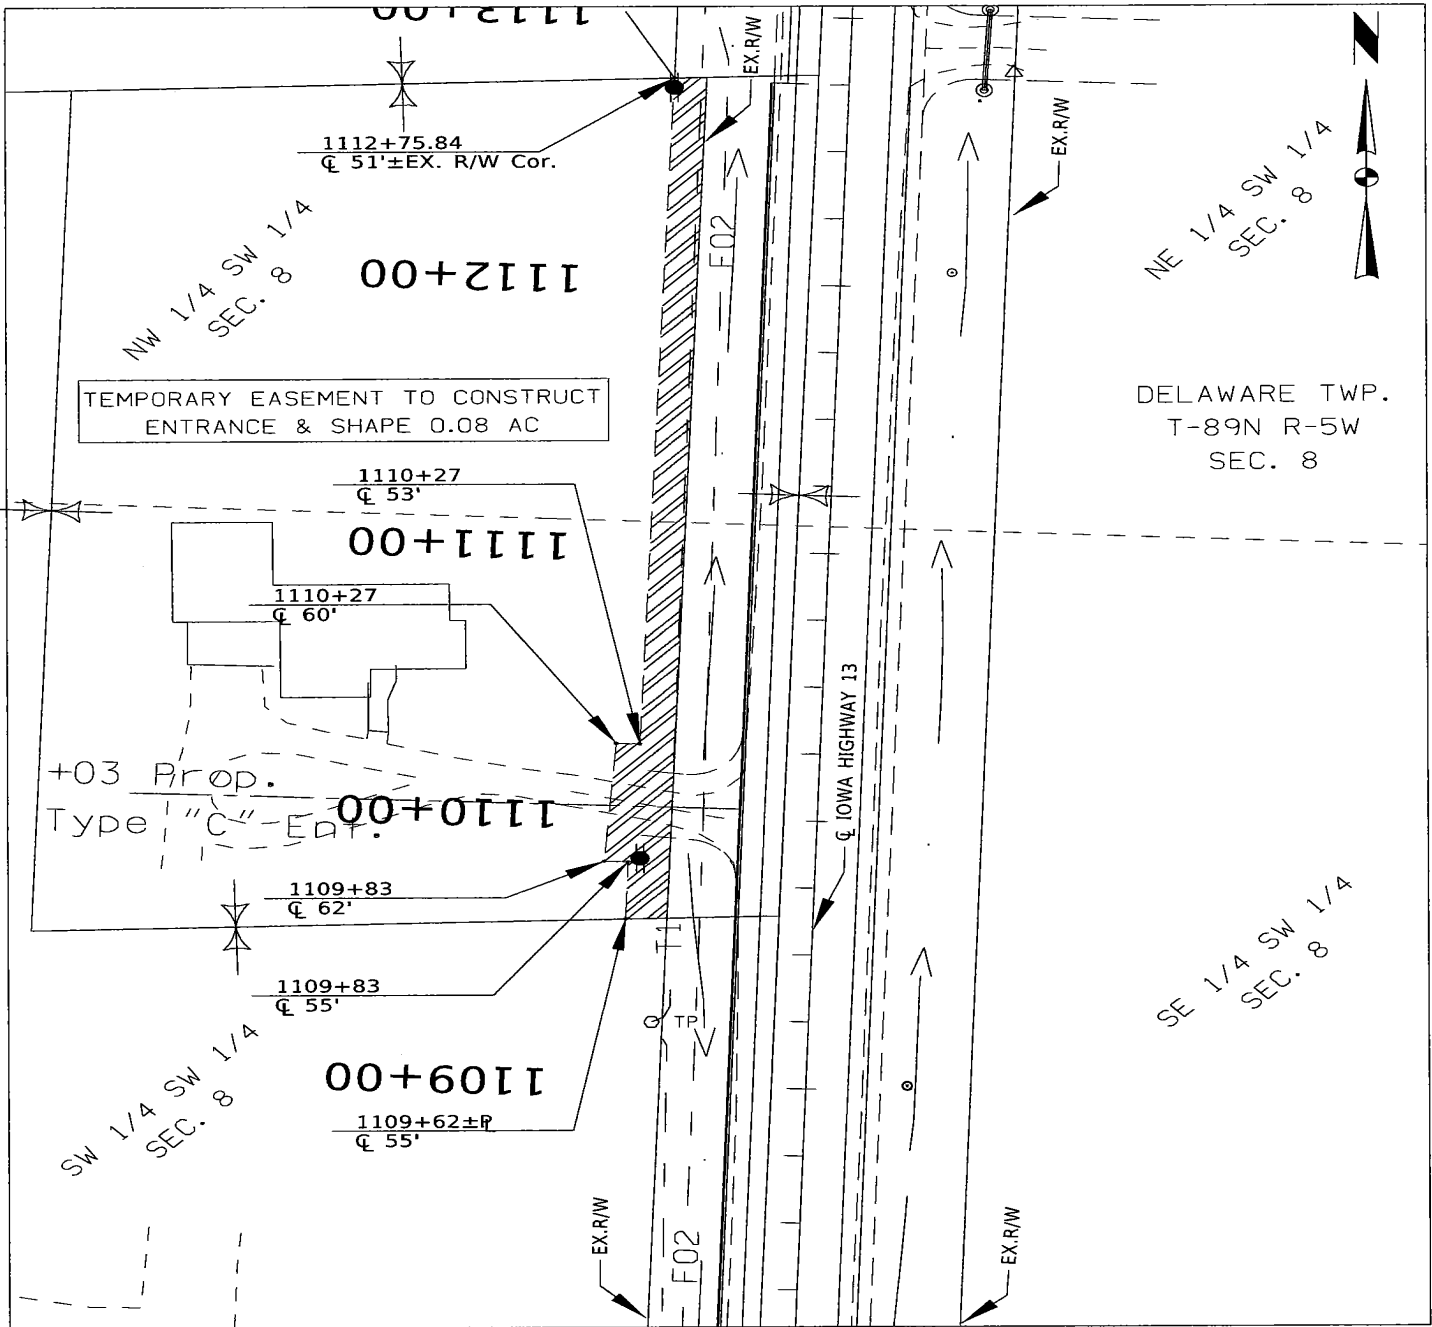 1113+00
N
EX.R/W
1112+75.84
℄ 51'±EX. R/W Cor.
EX.R/W
NW 1/4 SW 1/4
SEC. 8
NE 1/4 SW 1/4
SEC. 8
1112+00
F02
TEMPORARY EASEMENT TO CONSTRUCT
ENTRANCE & SHAPE 0.08 AC
DELAWARE TWP.
T-89N R-5W
SEC. 8
1110+27
℄ 53'
1111+00
1110+27
℄ 60'
℄ IOWA HIGHWAY 13
+03 Prop.
Type "C" Ent.
1110+00
1109+83
℄ 62'
T1
1109+83
℄ 55'
TP
SE 1/4 SW 1/4
SEC. 8
SW 1/4 SW 1/4
SEC. 8
1109+00
1109+62±℄
℄ 55'
EX.R/W
F02
EX.R/W